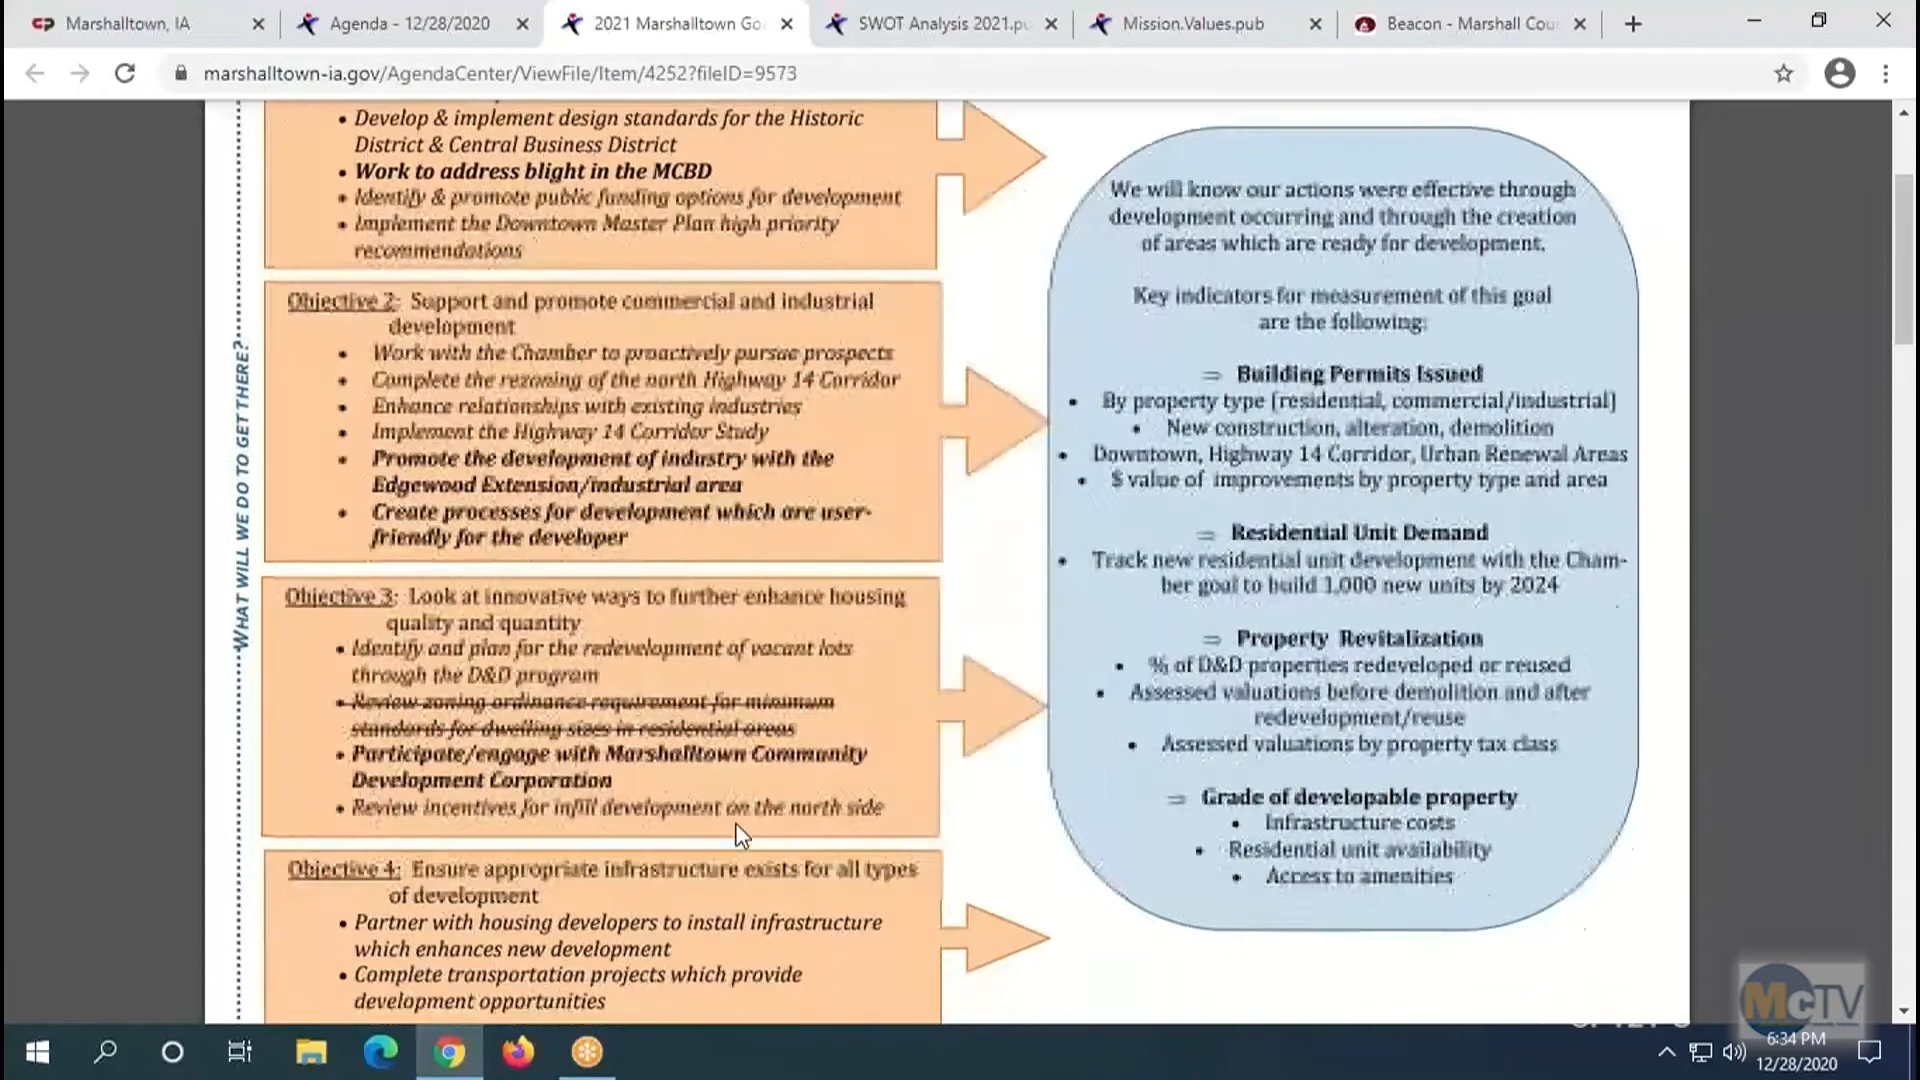 Marshalltown, IA
Agenda - 12/28/2020
2021 Marshalltown Go
SWOT Analysis 2021.pu
Mission.Values.pub
Beacon - Marshall Cou
marshalltown-ia.gov/AgendaCenter/ViewFile/Item/4252?fileID=9573
WHAT WILL WE DO TO GET THERE?
• Develop & implement design standards for the Historic
District & Central Business District
• Work to address blight in the MCBD
• Identify & promote public funding options for development
• Implement the Downtown Master Plan high priority
recommendations
Objective 2: Support and promote commercial and industrial
development
• Work with the Chamber to proactively pursue prospects
• Complete the rezoning of the north Highway 14 Corridor
• Enhance relationships with existing industries
• Implement the Highway 14 Corridor Study
• Promote the development of industry with the
Edgewood Extension/industrial area
• Create processes for development which are user-
friendly for the developer
Objective 3: Look at innovative ways to further enhance housing
quality and quantity
• Identify and plan for the redevelopment of vacant lots
through the D&D program
• Review zoning ordinance requirement for minimum
standards for dwelling sizes in residential areas
• Participate/engage with Marshalltown Community
Development Corporation
• Review incentives for infill development on the north side
Objective 4: Ensure appropriate infrastructure exists for all types
of development
• Partner with housing developers to install infrastructure
which enhances new development
• Complete transportation projects which provide
development opportunities
We will know our actions were effective through
development occurring and through the creation
of areas which are ready for development.
Key indicators for measurement of this goal
are the following:
⇒ Building Permits Issued
• By property type (residential, commercial/industrial)
• New construction, alteration, demolition
• Downtown, Highway 14 Corridor, Urban Renewal Areas
• $ value of improvements by property type and area
⇒ Residential Unit Demand
• Track new residential unit development with the Cham-
ber goal to build 1,000 new units by 2024
⇒ Property Revitalization
• % of D&D properties redeveloped or reused
• Assessed valuations before demolition and after
redevelopment/reuse
• Assessed valuations by property tax class
⇒ Grade of developable property
• Infrastructure costs
• Residential unit availability
• Access to amenities
McTV
6:34 PM
12/28/2020